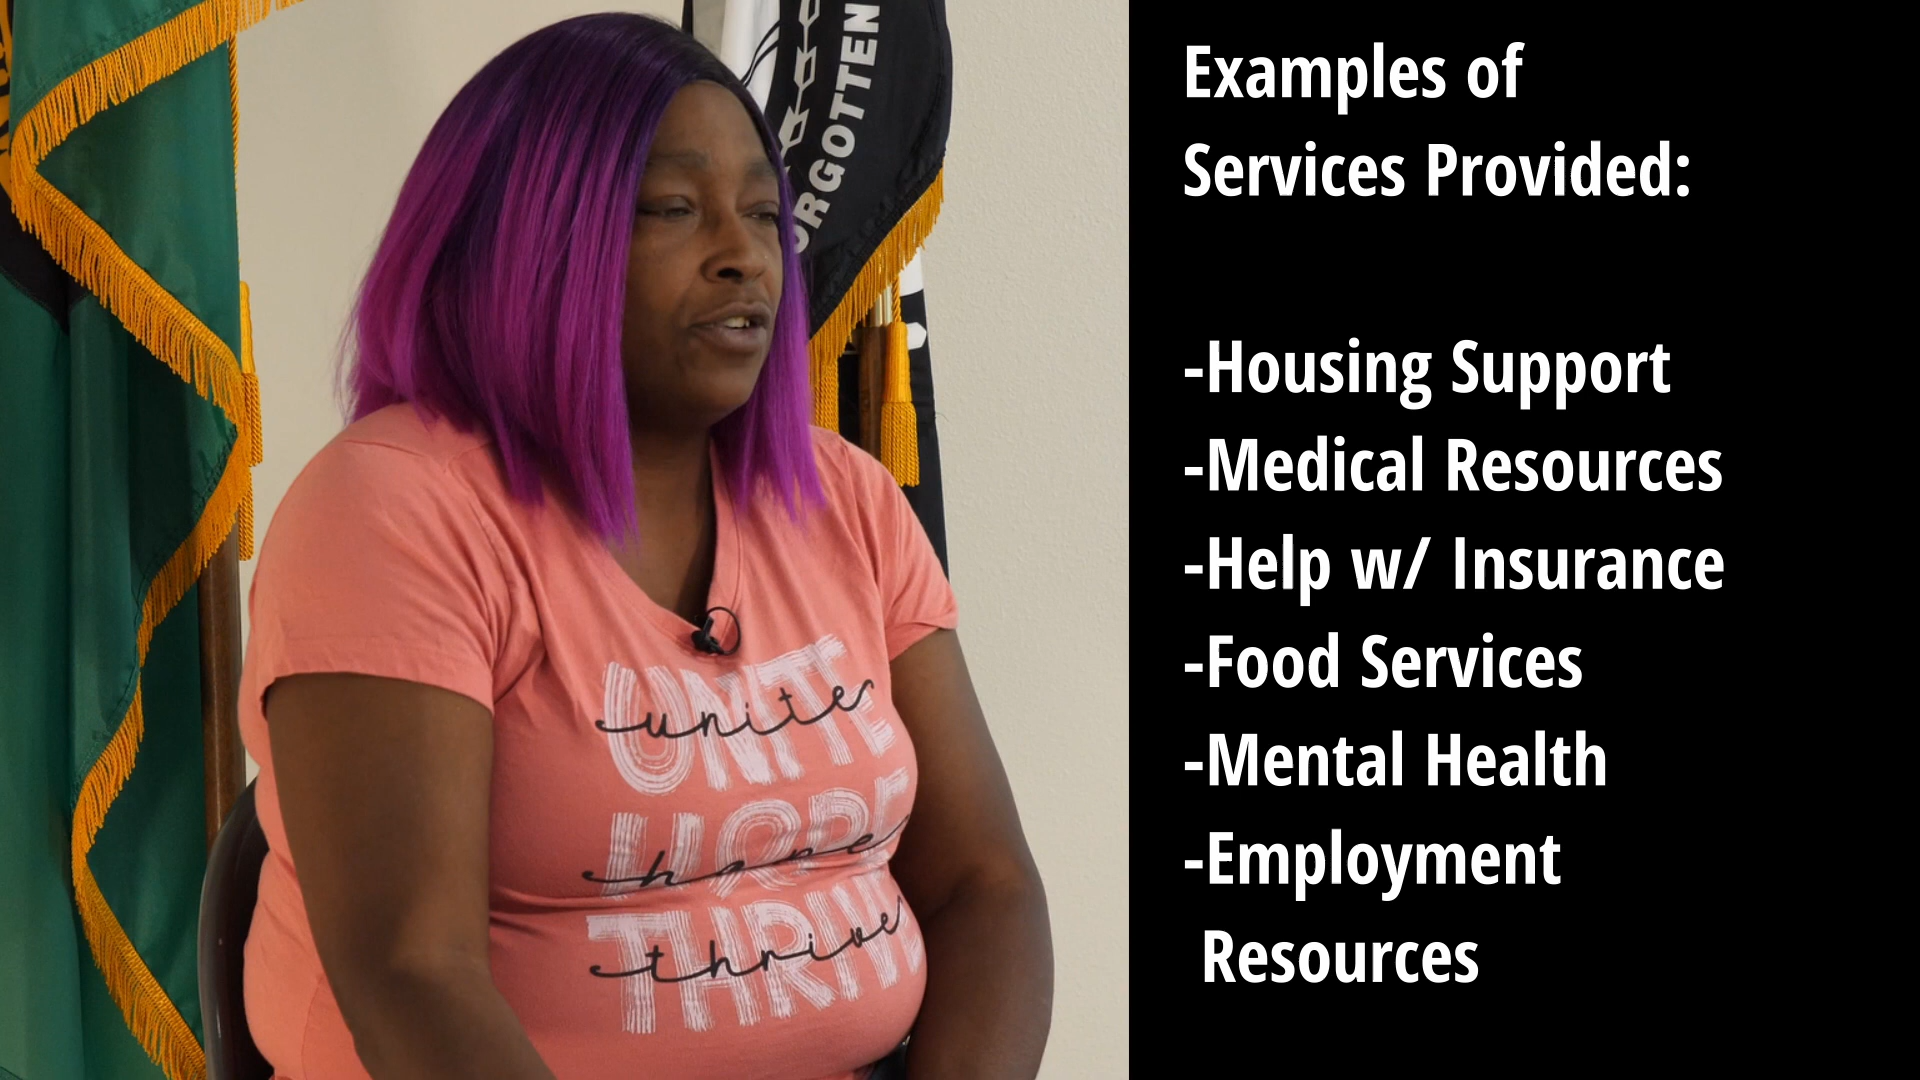 ORGOTTEN
UNITE
unite
HOPE
hope
THRIVE
thrive
Examples of
Services Provided:
-Housing Support
-Medical Resources
-Help w/ Insurance
-Food Services
-Mental Health
-Employment
Resources